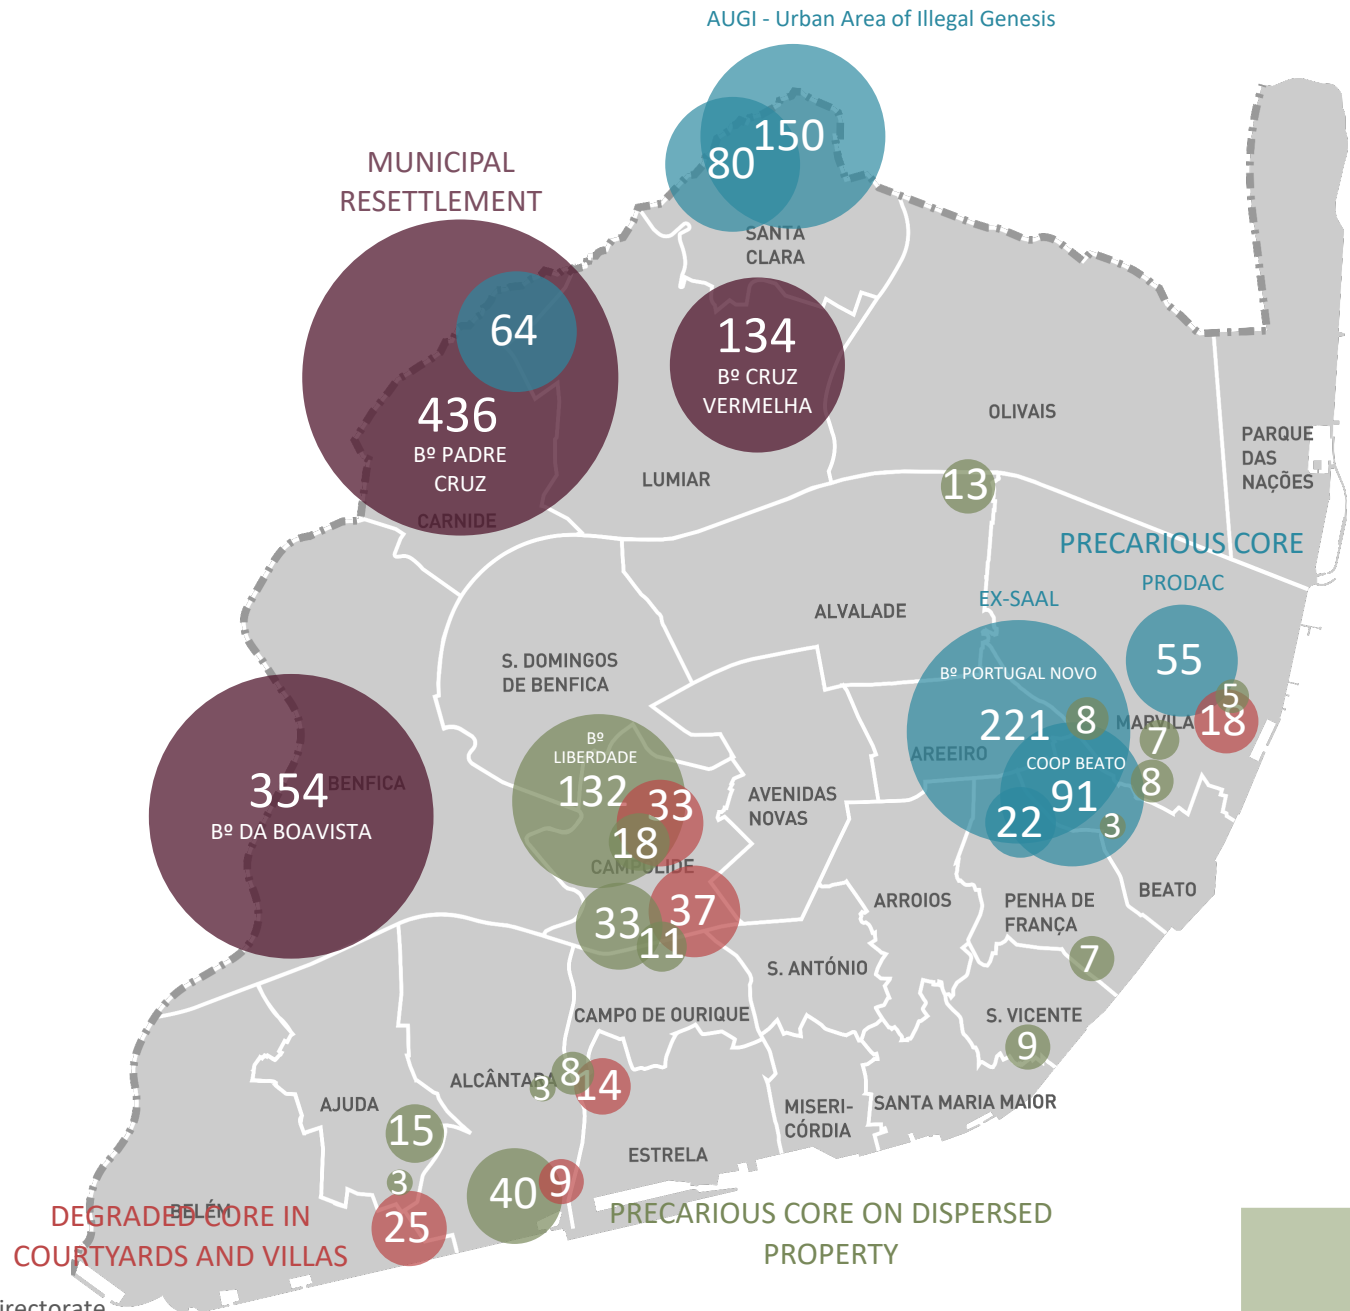 AUGI - Urban Area of Illegal Genesis
150
80
MUNICIPAL
RESETTLEMENT
SANTA
CLARA
64
134
Bº CRUZ
VERMELHA
436
Bº PADRE
CRUZ
OLIVAIS
PARQUE
DAS
NAÇÕES
LUMIAR
13
CARNIDE
PRECARIOUS CORE
PRODAC
EX-SAAL
ALVALADE
S. DOMINGOS
DE BENFICA
55
Bº PORTUGAL NOVO
5
221
8
MARVILA
18
7
Bº
LIBERDADE
AREEIRO
COOP BEATO
354
BENFICA
132
33
AVENIDAS
NOVAS
91
8
Bº DA BOAVISTA
22
3
18
CAMPOLIDE
BEATO
ARROIOS
PENHA DE
FRANÇA
33
37
11
7
S. ANTÓNIO
CAMPO DE OURIQUE
S. VICENTE
9
ALCÂNTARA
8
3
14
AJUDA
MISERI-
CÓRDIA
SANTA MARIA MAIOR
15
ESTRELA
3
9
40
BELÉM
DEGRADED CORE IN
COURTYARDS AND VILLAS
25
PRECARIOUS CORE ON DISPERSED
PROPERTY
irectorate